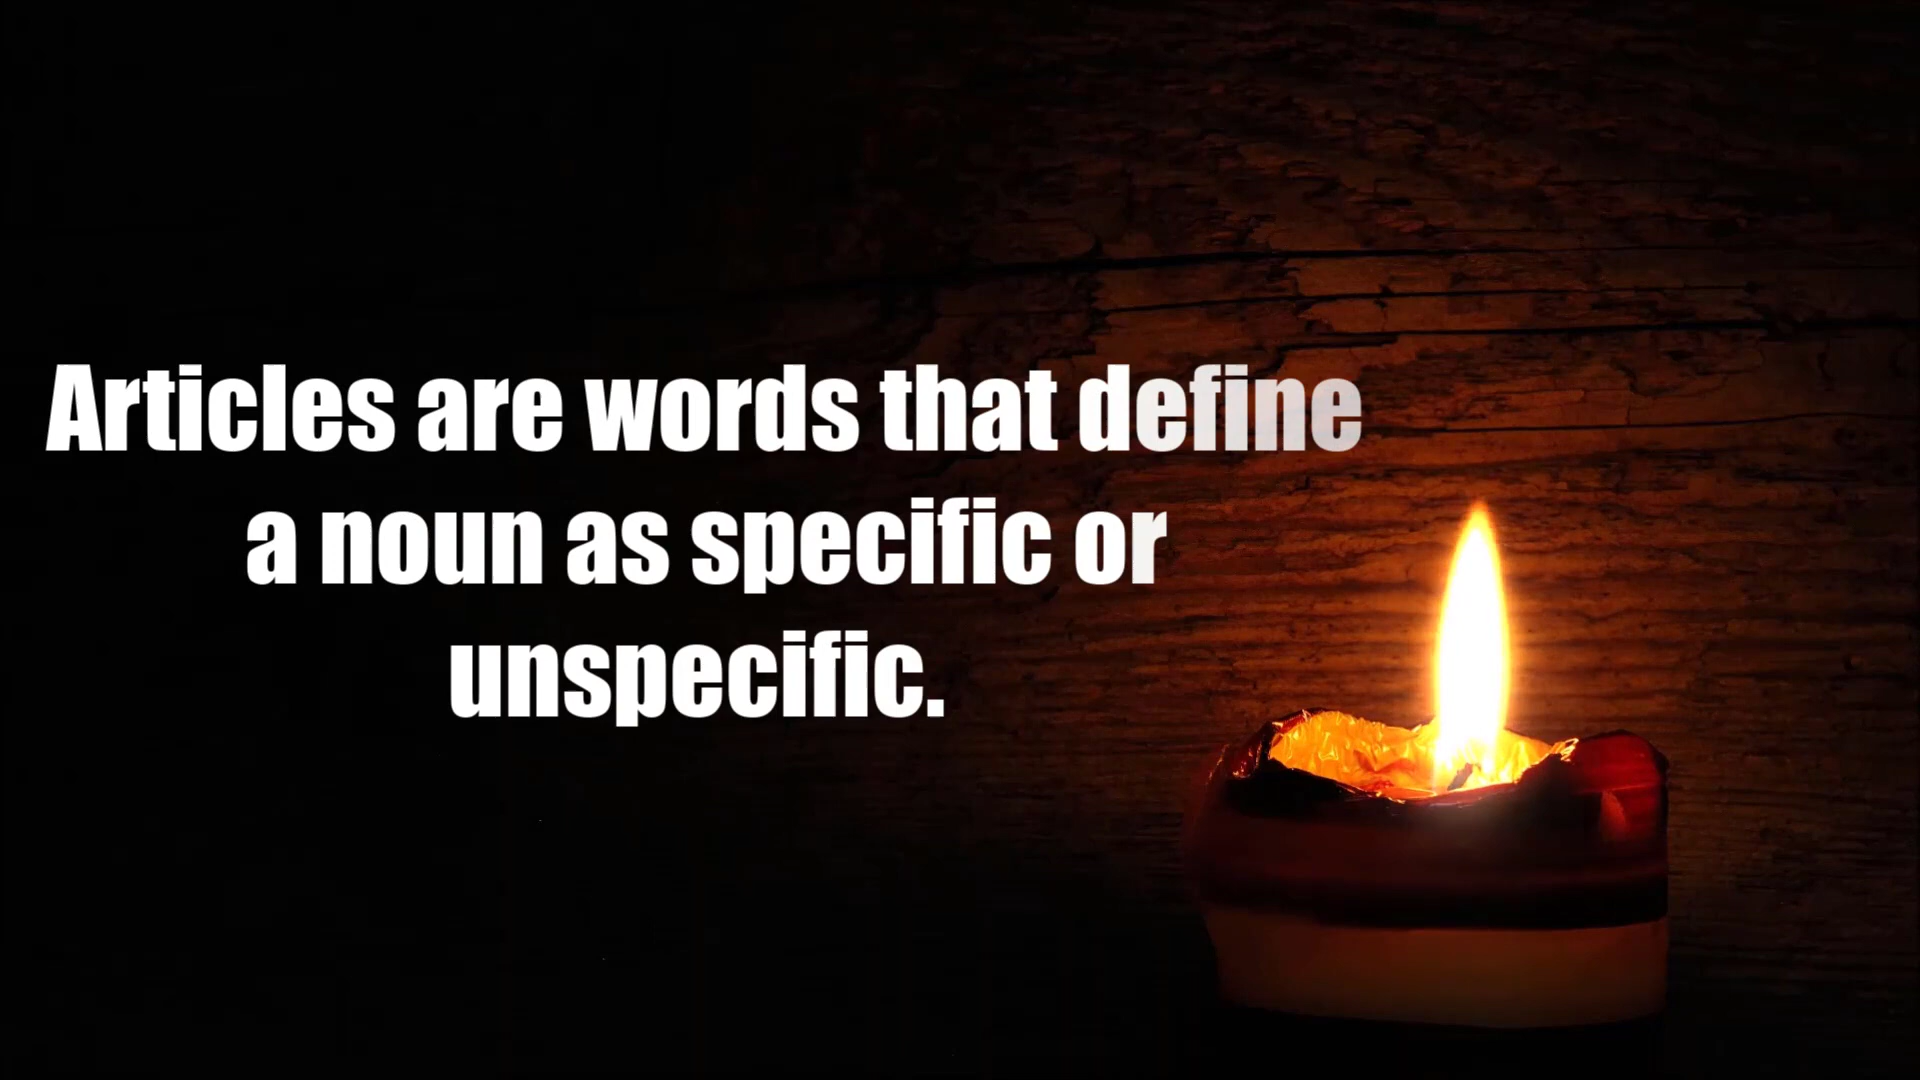 Articles are words that define
a noun as specific or
unspecific.